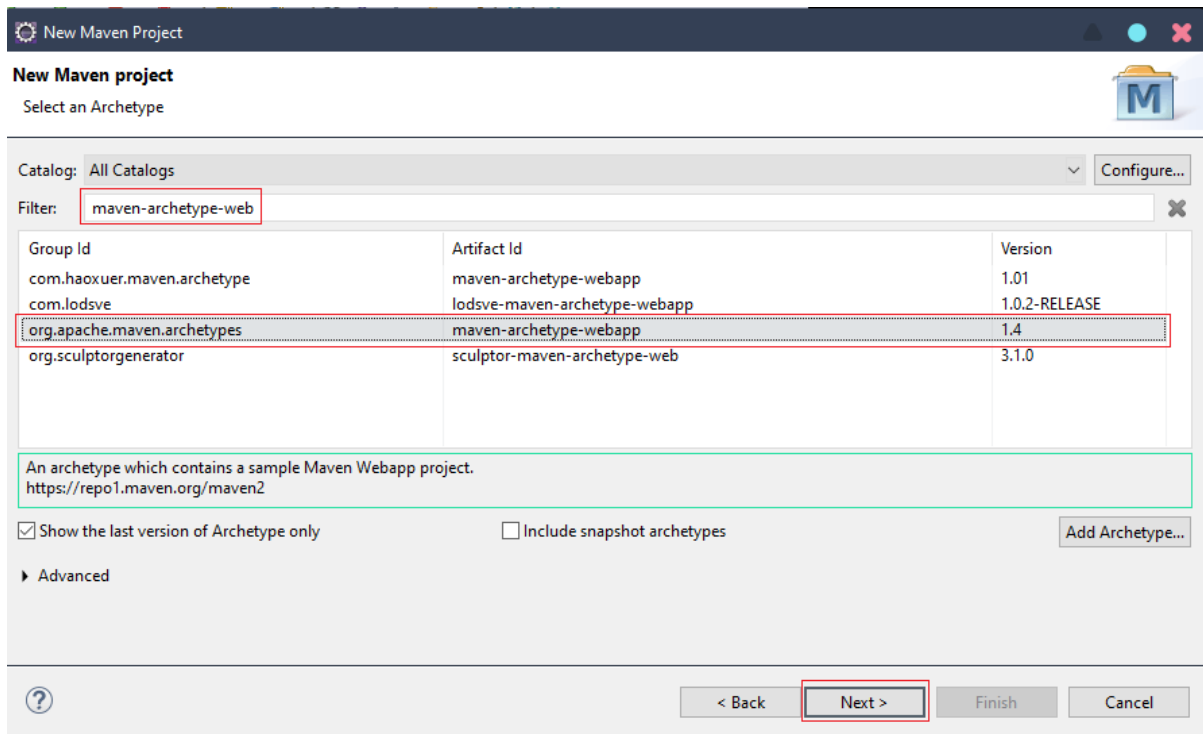 New Maven Project
New Maven project
Select an Archetype
M
Catalog: All Catalogs Configure...
Filter: maven-archetype-web
Group Id Artifact Id Version
com.haoxuer.maven.archetype maven-archetype-webapp 1.01
com.lodsve lodsve-maven-archetype-webapp 1.0.2-RELEASE
org.apache.maven.archetypes maven-archetype-webapp 1.4
org.sculptorgenerator sculptor-maven-archetype-web 3.1.0
An archetype which contains a sample Maven Webapp project.
https://repo1.maven.org/maven2
Show the last version of Archetype only Include snapshot archetypes Add Archetype...
Advanced
? < Back Next > Finish Cancel